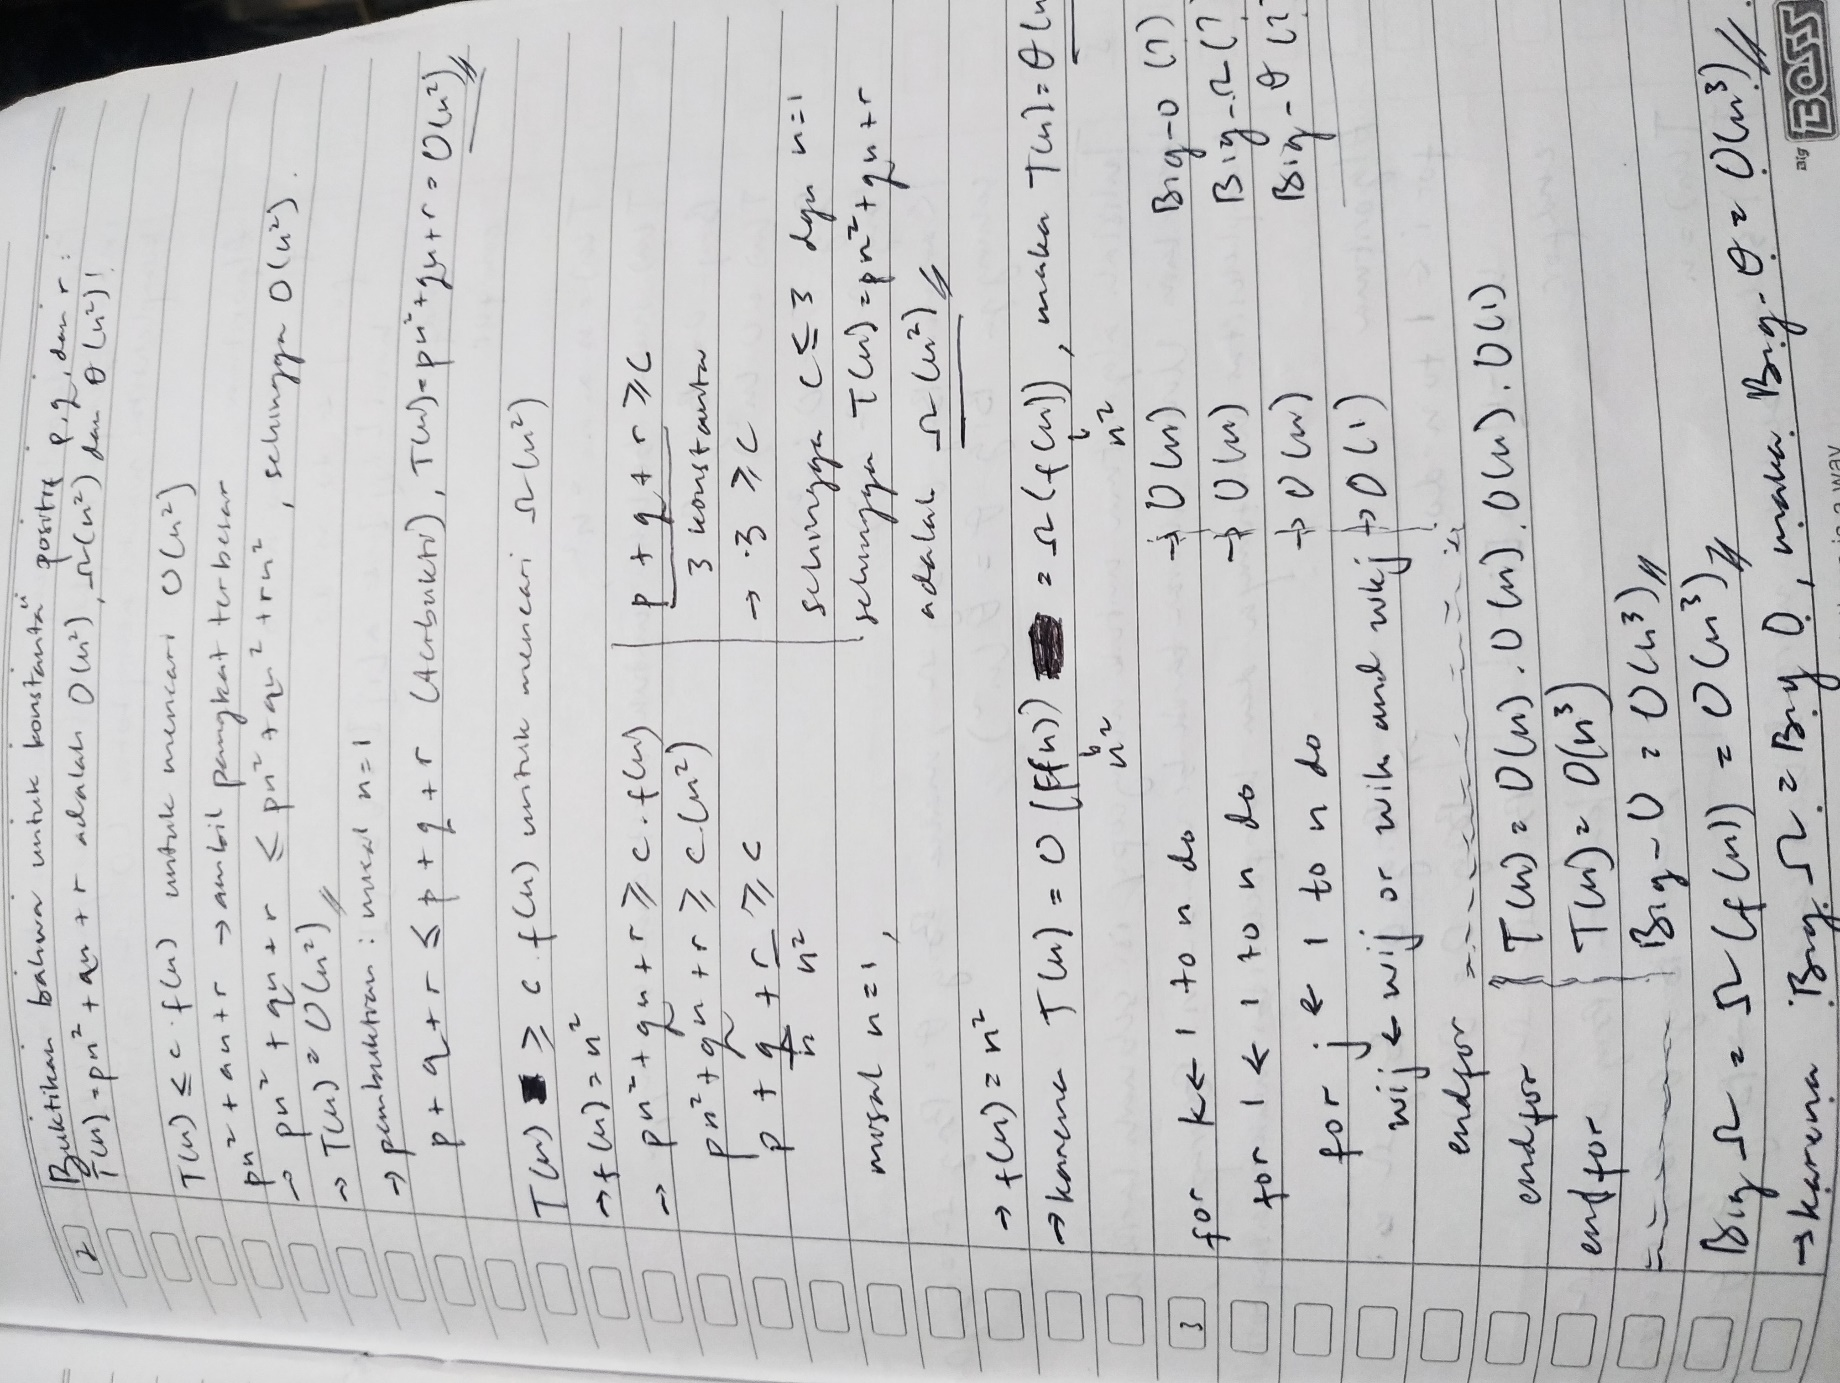 2 Buktikan bahwa untuk konstanta" positif p, q, dan r :
T(n) = pn² + qn + r adalah O(n²), Ω(n²) dan θ(n²)!
T(n) ≤ c . f(n) untuk mencari O(n²)
pn² + qn + r → ambil pangkat terbesar
→ pn² + qn + r ≤ pn² + qn² + rn² , sehingga O(n²).
→ T(n) = O(n²)
→ pembuktian : misal n = 1
p + q + r ≤ p + q + r (terbukti), T(n) = pn² + qn + r = O(n²)
T(n) ≥ c . f(n) untuk mencari Ω(n²)
→ f(n) = n²
→ pn² + qn + r ≥ c . f(n)
pn² + qn + r ≥ c . (n²)
p + q/n + r/n² ≥ c
misal n = 1 ,
p + q + r ≥ c
3 konstanta
→ 3 ≥ c
sehingga c ≤ 3 dgn n = 1
sehingga T(n) = pn² + qn + r
adalah Ω(n²)
→ f(n) = n²
→ karena T(n) = O(f(n)) = Ω(f(n)) , maka T(n) = θ(n
n² n²
3 for k ← 1 to n do → O(n) Big-O (?)
for i ← 1 to n do → O(n) Big-Ω (?
for j ← 1 to n do → O(n) Big-θ (?
wij ← wij or wik and wkj → O(1)
endfor
endfor T(n) = O(n) . O(n) . O(n) . O(1)
endfor T(n) = O(n³)
Big-O = O(n³)
Big Ω = Ω(f(n)) = O(n³)
→ karena Big Ω = Big O , maka Big-θ = O(n³)
Big BOSS
in a way